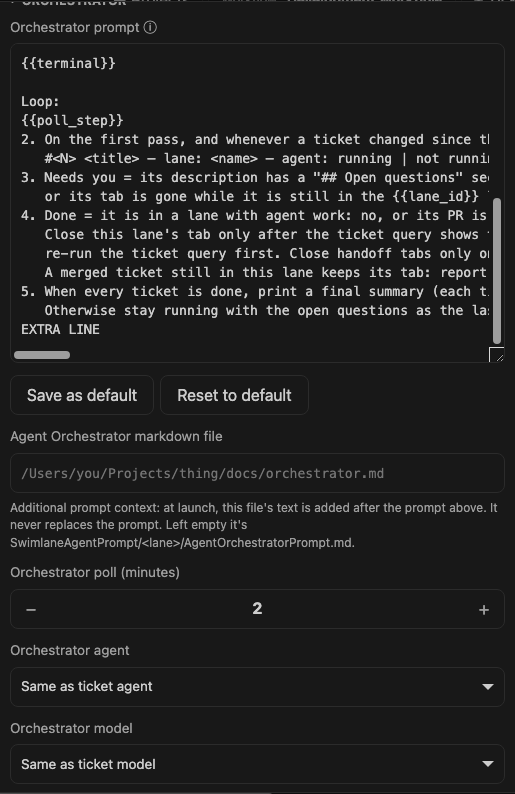 Orchestrator prompt ⓘ
{{terminal}}
Loop:
{{poll_step}}
2. On the first pass, and whenever a ticket changed since
#<N> <title> — lane: <name> — agent: running | not
3. Needs you = its description has a "## Open questions"
or its tab is gone while it is still in the {{lane_id}}
4. Done = it is in a lane with agent work: no, or its PR is
Close this lane's tab only after the ticket query shows
re-run the ticket query first. Close handoff tabs only
A merged ticket still in this lane keeps its tab: report
5. When every ticket is done, print a final summary (each
Otherwise stay running with the open questions as the
EXTRA LINE
Save as default
Reset to default
Agent Orchestrator markdown file
/Users/you/Projects/thing/docs/orchestrator.md
Additional prompt context: at launch, this file's text is added after the prompt above. It
never replaces the prompt. Left empty it's
SwimlaneAgentPrompt/<lane>/AgentOrchestratorPrompt.md.
Orchestrator poll (minutes)
− 2 +
Orchestrator agent
Same as ticket agent
Orchestrator model
Same as ticket model